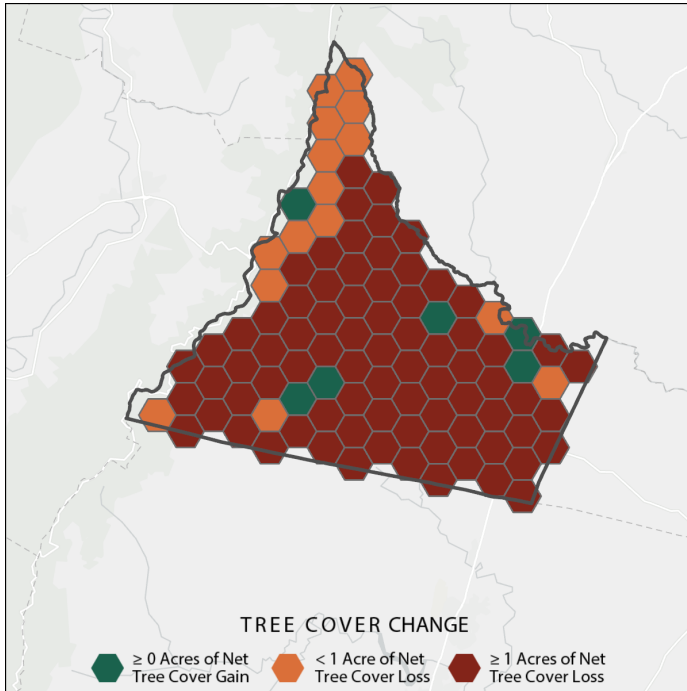 TREE COVER CHANGE
≥ 0 Acres of Net
Tree Cover Gain
< 1 Acre of Net
Tree Cover Loss
≥ 1 Acres of Net
Tree Cover Loss